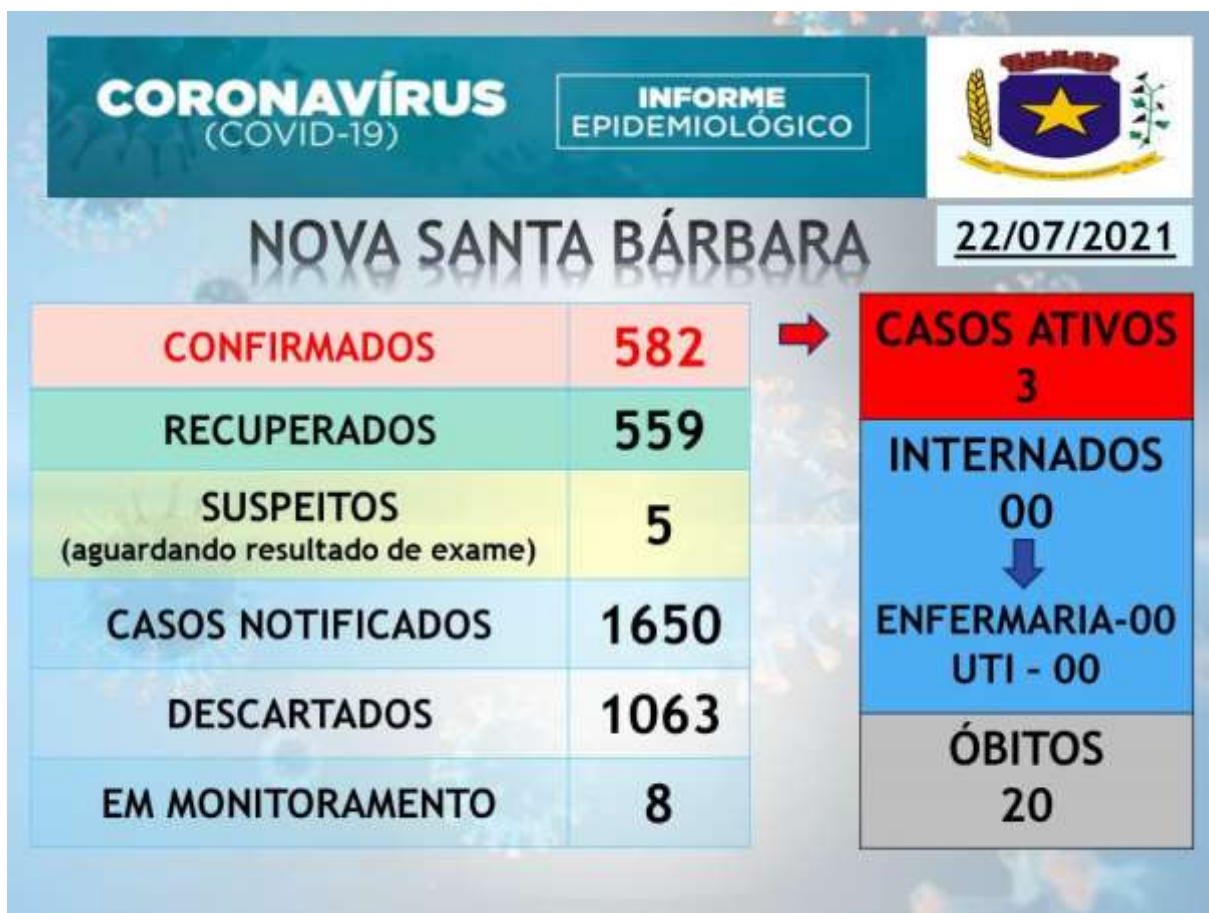 CORONAVÍRUS
(COVID-19)
INFORME
EPIDEMIOLÓGICO
NOVA SANTA BÁRBARA
22/07/2021
CONFIRMADOS 582
RECUPERADOS 559
SUSPEITOS
(aguardando resultado de exame) 5
CASOS NOTIFICADOS 1650
DESCARTADOS 1063
EM MONITORAMENTO 8
CASOS ATIVOS
3
INTERNADOS
00
ENFERMARIA-00
UTI – 00
ÓBITOS
20